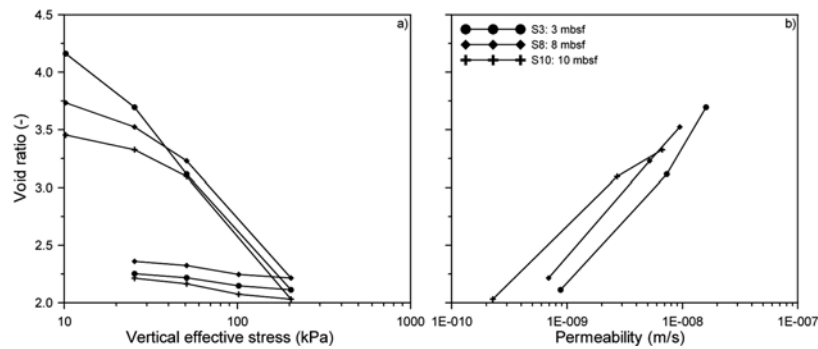 4.5
4.0
3.5
3.0
2.5
2.0
Void ratio (-)
a)
10
100
1000
Vertical effective stress (kPa)
b)
S3: 3 mbsf
S8: 8 mbsf
S10: 10 mbsf
1E-010
1E-009
1E-008
1E-007
Permeability (m/s)